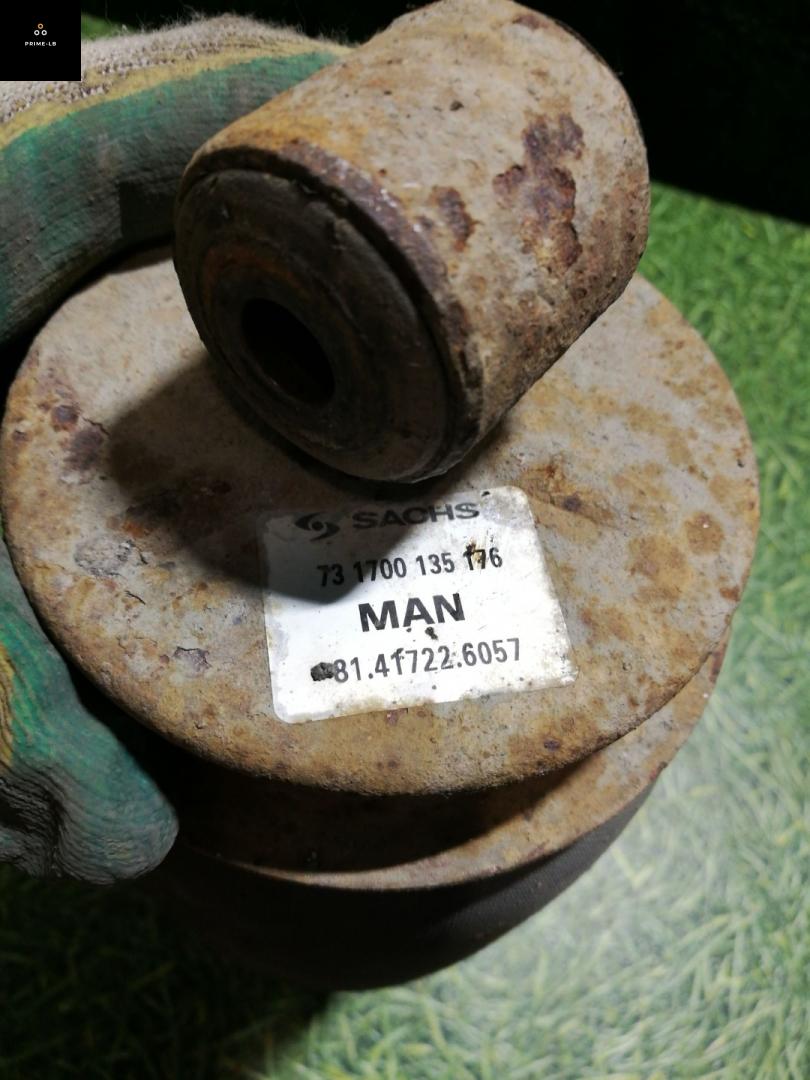 PRIME-LB
SACHS
73 1700 135 176
MAN
81.41722.6057